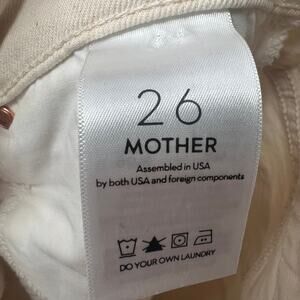 26
MOTHER
Assembled in USA
by both USA and foreign components
DO YOUR OWN LAUNDRY